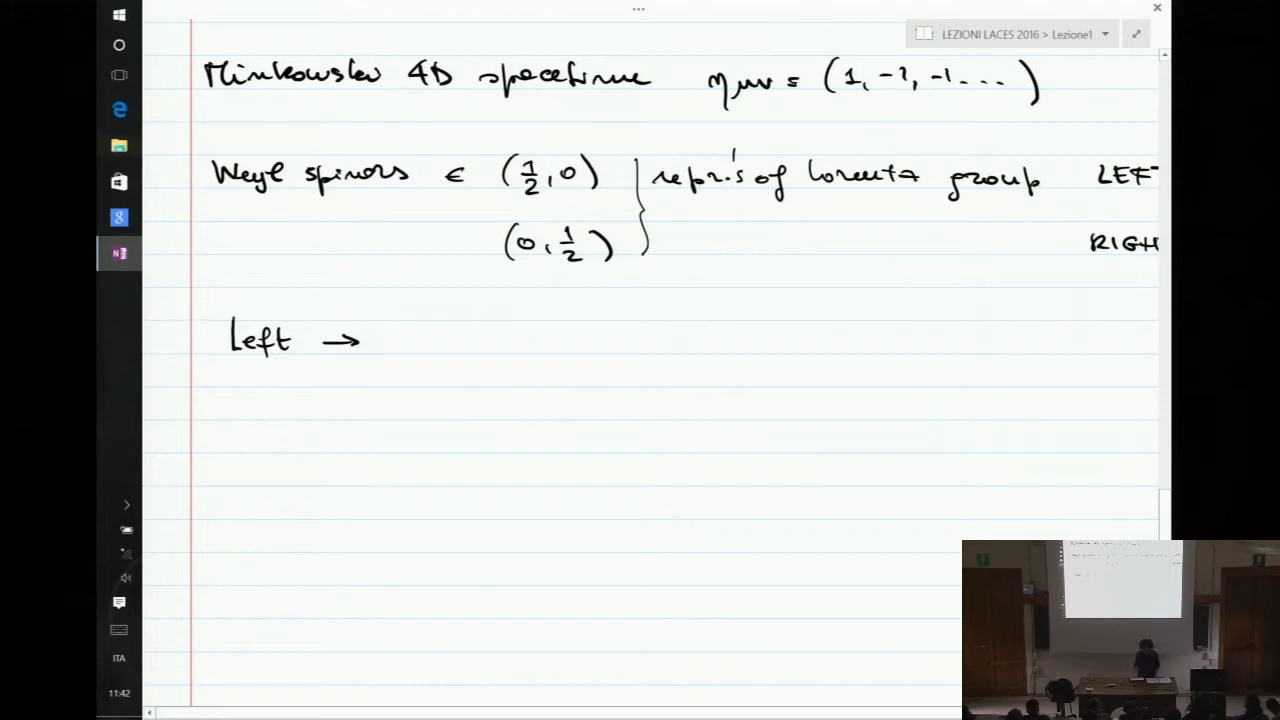 ...
LEZIONI LACES 2016 > Lezione1
Minkowski 4D spacetime ημν = (1, -1, -1 ... )
Weyl spinors ∈ (1/2, 0) } repr.'s of Lorentz group LEF
(0, 1/2) RIGH
Left →
ITA
11:42